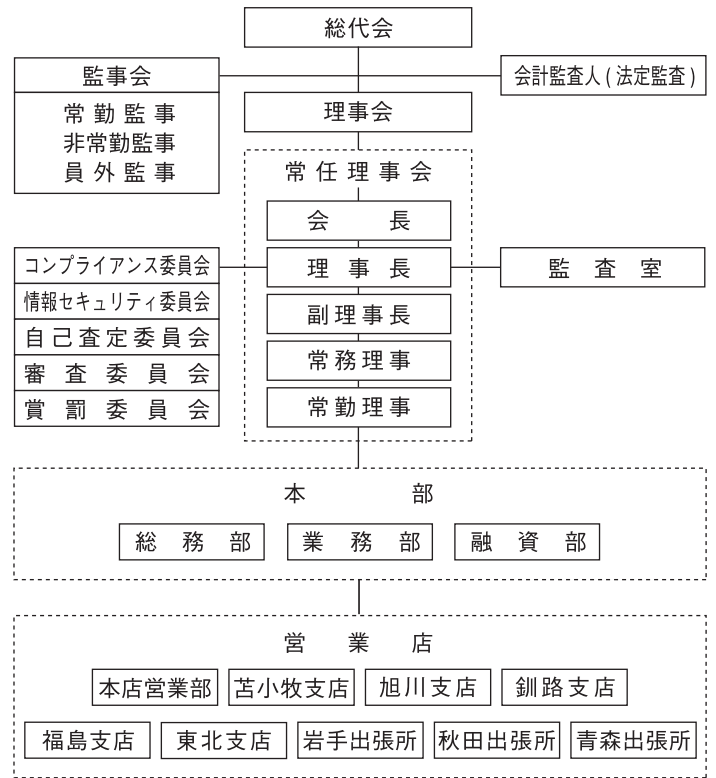 総代会
監事会
会計監査人(法定監査)
常勤監事
非常勤監事
員外監事
理事会
常任理事会
会長
コンプライアンス委員会
理事長
監査室
情報セキュリティ委員会
副理事長
自己査定委員会
常務理事
審査委員会
常勤理事
賞罰委員会
本部
総務部
業務部
融資部
営業店
本店営業部
苫小牧支店
旭川支店
釧路支店
福島支店
東北支店
岩手出張所
秋田出張所
青森出張所